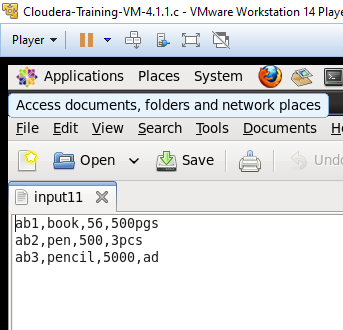 Cloudera-Training-VM-4.1.1.c - VMware Workstation 14 Playe
Player
Applications Places System
Access documents, folders and network places
File Edit View Search Tools Documents
Open Save Undo
input11
ab1,book,56,500pgs
ab2,pen,500,3pcs
ab3,pencil,5000,ad